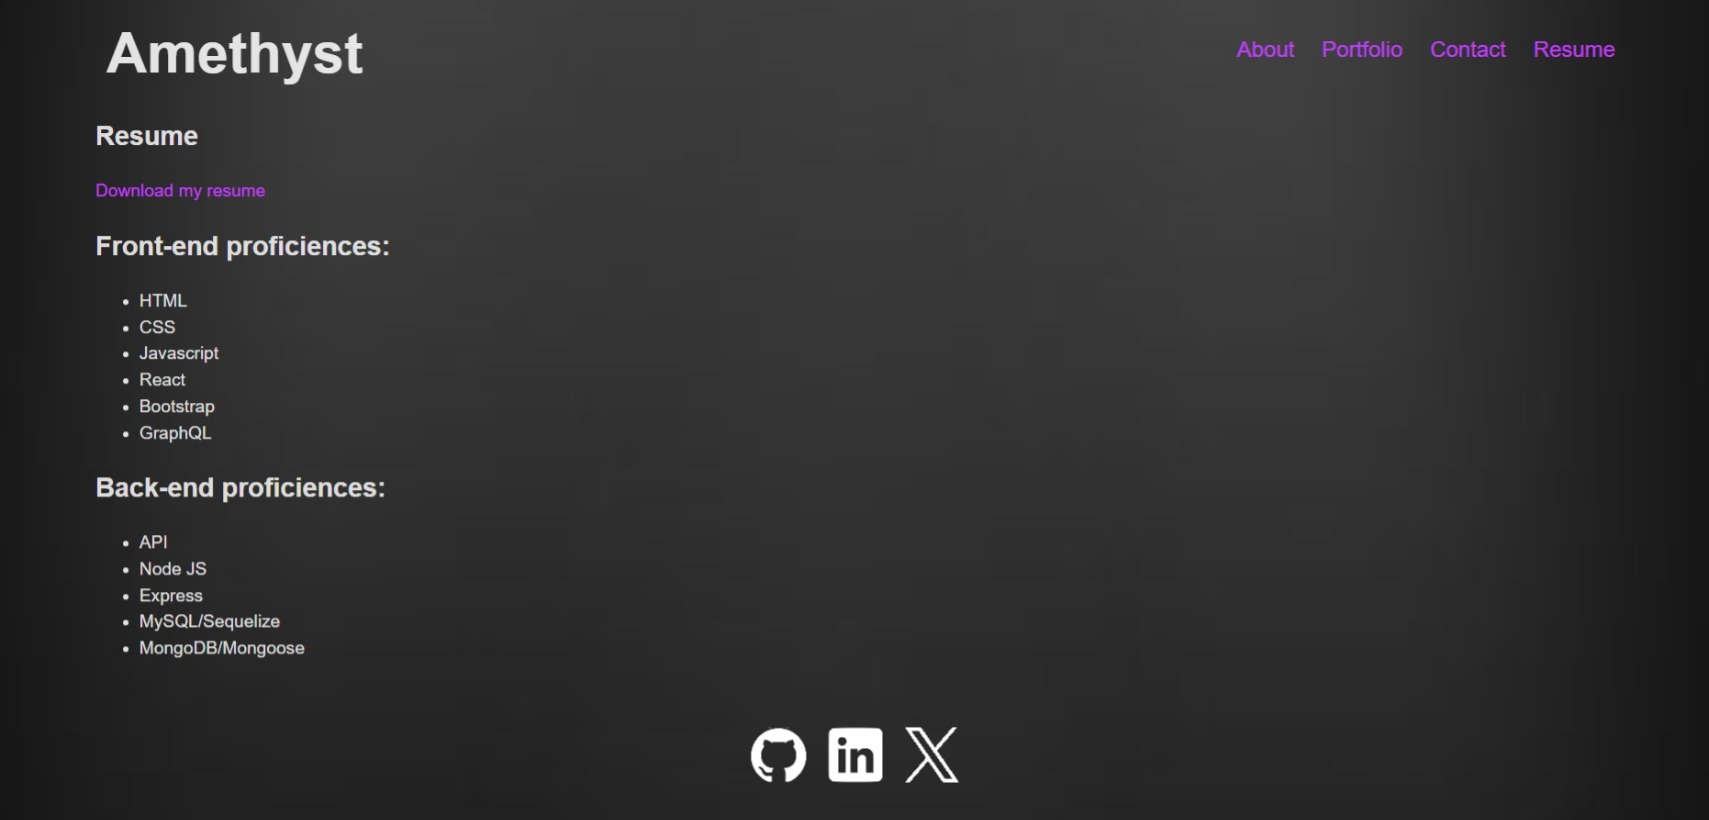 Amethyst
About Portfolio Contact Resume
Resume
Download my resume
Front-end proficiences:
HTML
CSS
Javascript
React
Bootstrap
GraphQL
Back-end proficiences:
API
Node JS
Express
MySQL/Sequelize
MongoDB/Mongoose
in